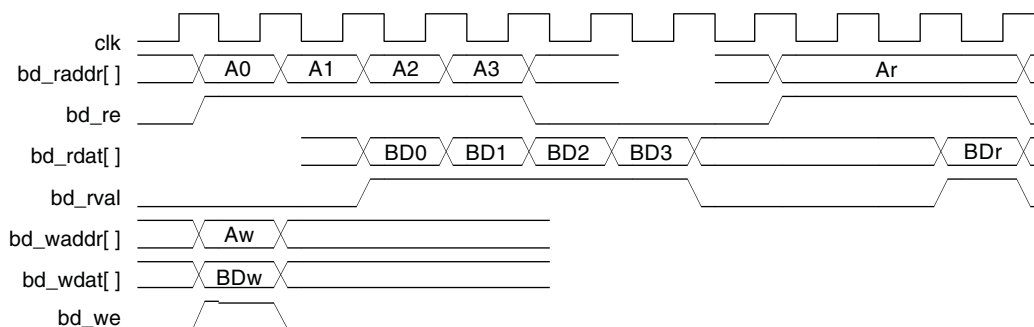 clk
bd_raddr[ ] A0 A1 A2 A3 Ar
bd_re
bd_rdat[ ] BD0 BD1 BD2 BD3 BDr
bd_rval
bd_waddr[ ] Aw
bd_wdat[ ] BDw
bd_we